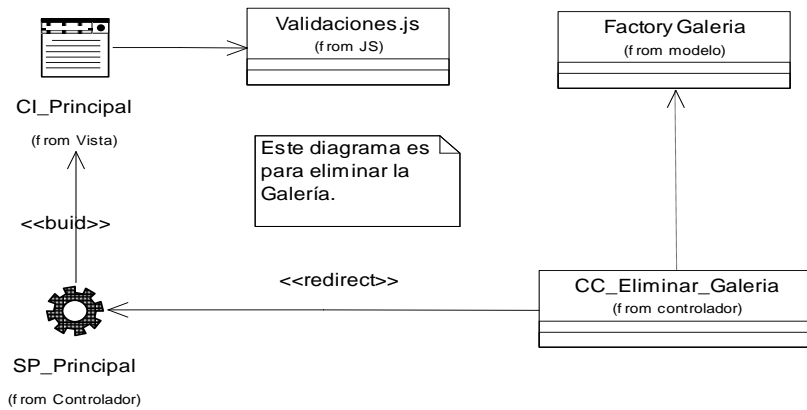 Validaciones.js
(from JS)
Factory Galeria
(from modelo)
CI_Principal
(from Vista)
Este diagrama es
para eliminar la
Galería.
<<buid>>
<<redirect>>
CC_Eliminar_Galeria
(from controlador)
SP_Principal
(from Controlador)